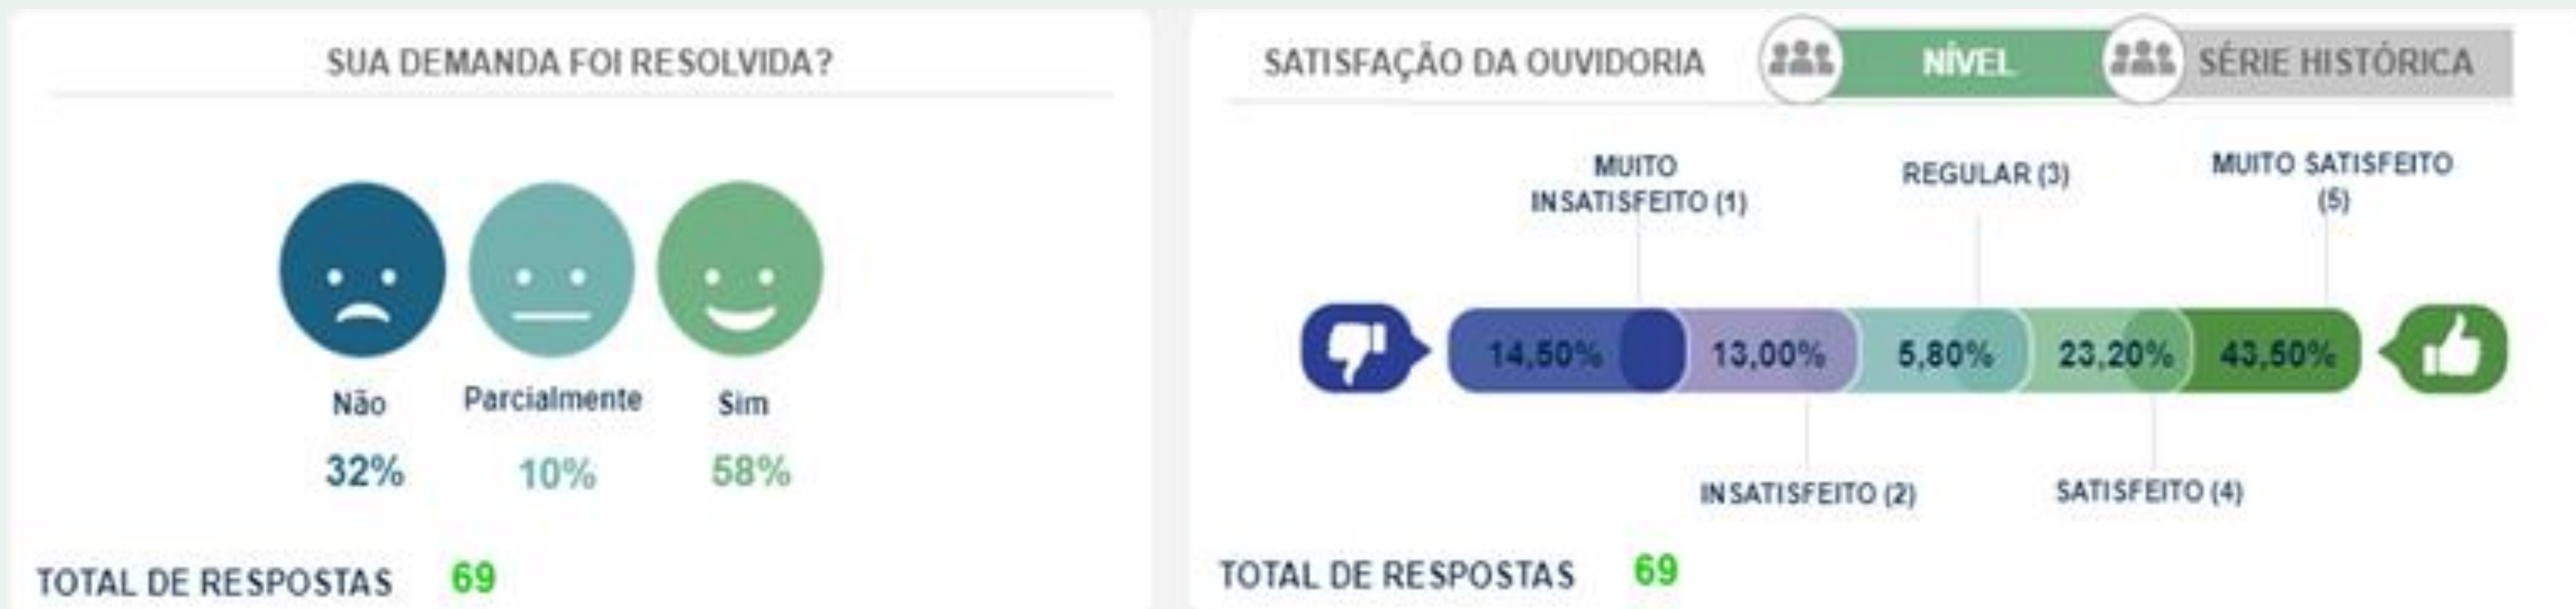 SUA DEMANDA FOI RESOLVIDA?
Não
Parcialmente
Sim
32%
10%
58%
TOTAL DE RESPOSTAS 69
SATISFAÇÃO DA OUVIDORIA
NÍVEL
SÉRIE HISTÓRICA
MUITO
INSATISFEITO (1)
REGULAR (3)
MUITO SATISFEITO
(5)
14,50%
13,00%
5,80%
23,20%
43,50%
INSATISFEITO (2)
SATISFEITO (4)
TOTAL DE RESPOSTAS 69